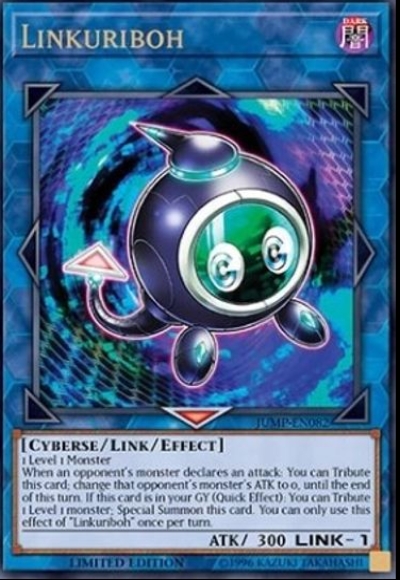 LINKURIBOH
DARK
闇
JUMP-EN082
[CYBERSE/LINK/EFFECT]
1 Level 1 Monster
When an opponent's monster declares an attack: You can Tribute
this card; change that opponent's monster's ATK to 0, until the
end of this turn. If this card is in your GY (Quick Effect): You can Tribute
1 Level 1 monster; Special Summon this card. You can only use this
effect of "Linkuriboh" once per turn.
ATK/ 300 LINK-1
LIMITED EDITION
©1996 KAZUKI TAKAHASHI